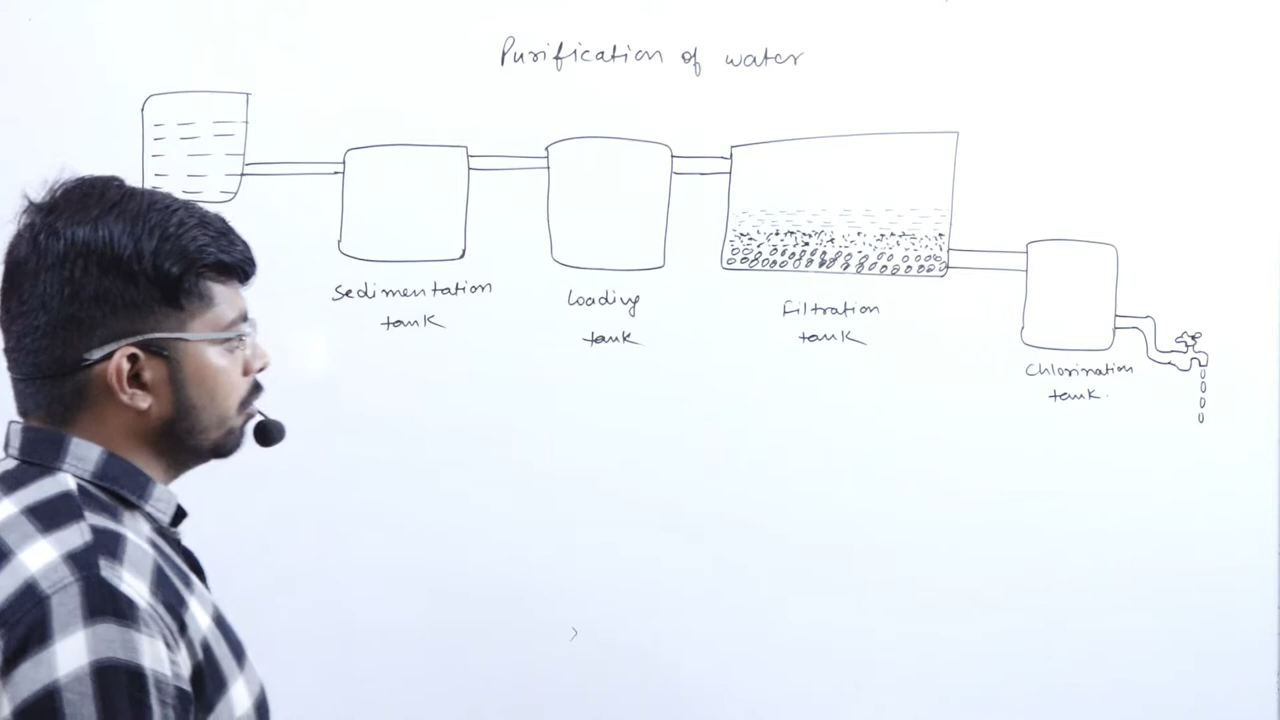 Purification of water
Sedimentation
tank
Loading
tank
Filtration
tank
Chlorination
tank.